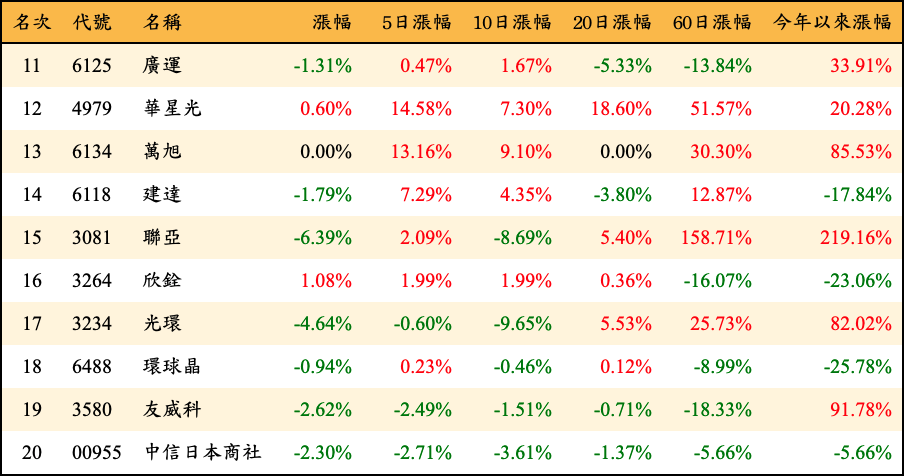 名次 代號 名稱 漲幅 5日漲幅 10日漲幅 20日漲幅 60日漲幅 今年以來漲幅
11 6125 廣運 -1.31% 0.47% 1.67% -5.33% -13.84% 33.91%
12 4979 華星光 0.60% 14.58% 7.30% 18.60% 51.57% 20.28%
13 6134 萬旭 0.00% 13.16% 9.10% 0.00% 30.30% 85.53%
14 6118 建達 -1.79% 7.29% 4.35% -3.80% 12.87% -17.84%
15 3081 聯亞 -6.39% 2.09% -8.69% 5.40% 158.71% 219.16%
16 3264 欣銓 1.08% 1.99% 1.99% 0.36% -16.07% -23.06%
17 3234 光環 -4.64% -0.60% -9.65% 5.53% 25.73% 82.02%
18 6488 環球晶 -0.94% 0.23% -0.46% 0.12% -8.99% -25.78%
19 3580 友威科 -2.62% -2.49% -1.51% -0.71% -18.33% 91.78%
20 00955 中信日本商社 -2.30% -2.71% -3.61% -1.37% -5.66% -5.66%